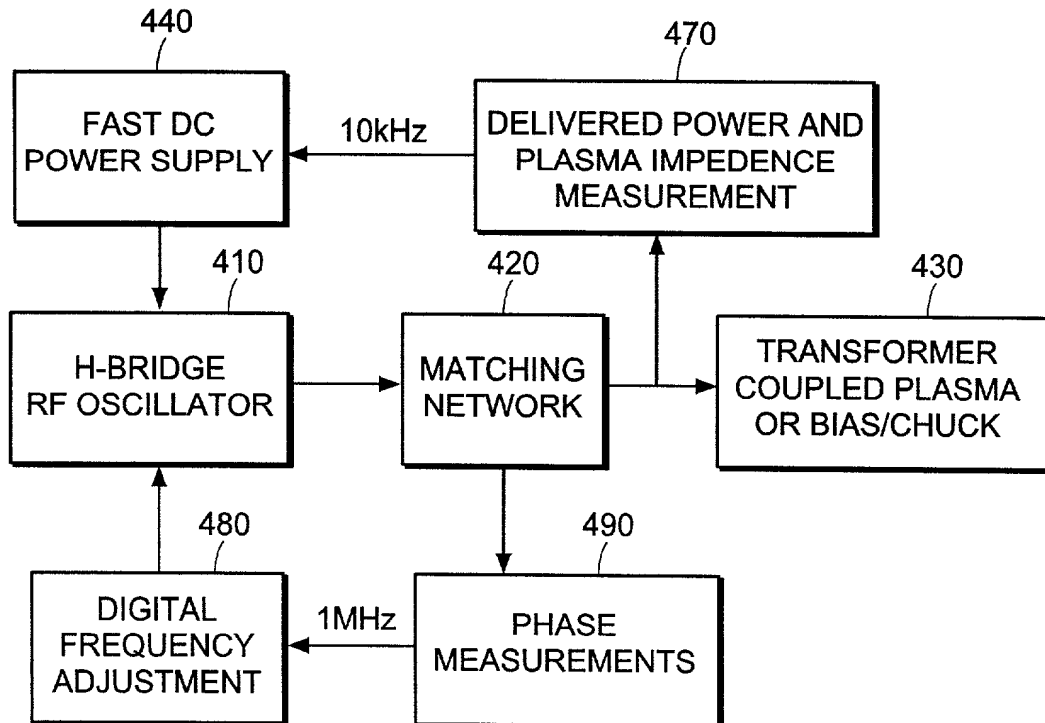 440
FAST DC
POWER SUPPLY
10kHz
470
DELIVERED POWER AND
PLASMA IMPEDENCE
MEASUREMENT
410
H-BRIDGE
RF OSCILLATOR
420
MATCHING
NETWORK
430
TRANSFORMER
COUPLED PLASMA
OR BIAS/CHUCK
480
DIGITAL
FREQUENCY
ADJUSTMENT
1MHz
490
PHASE
MEASUREMENTS